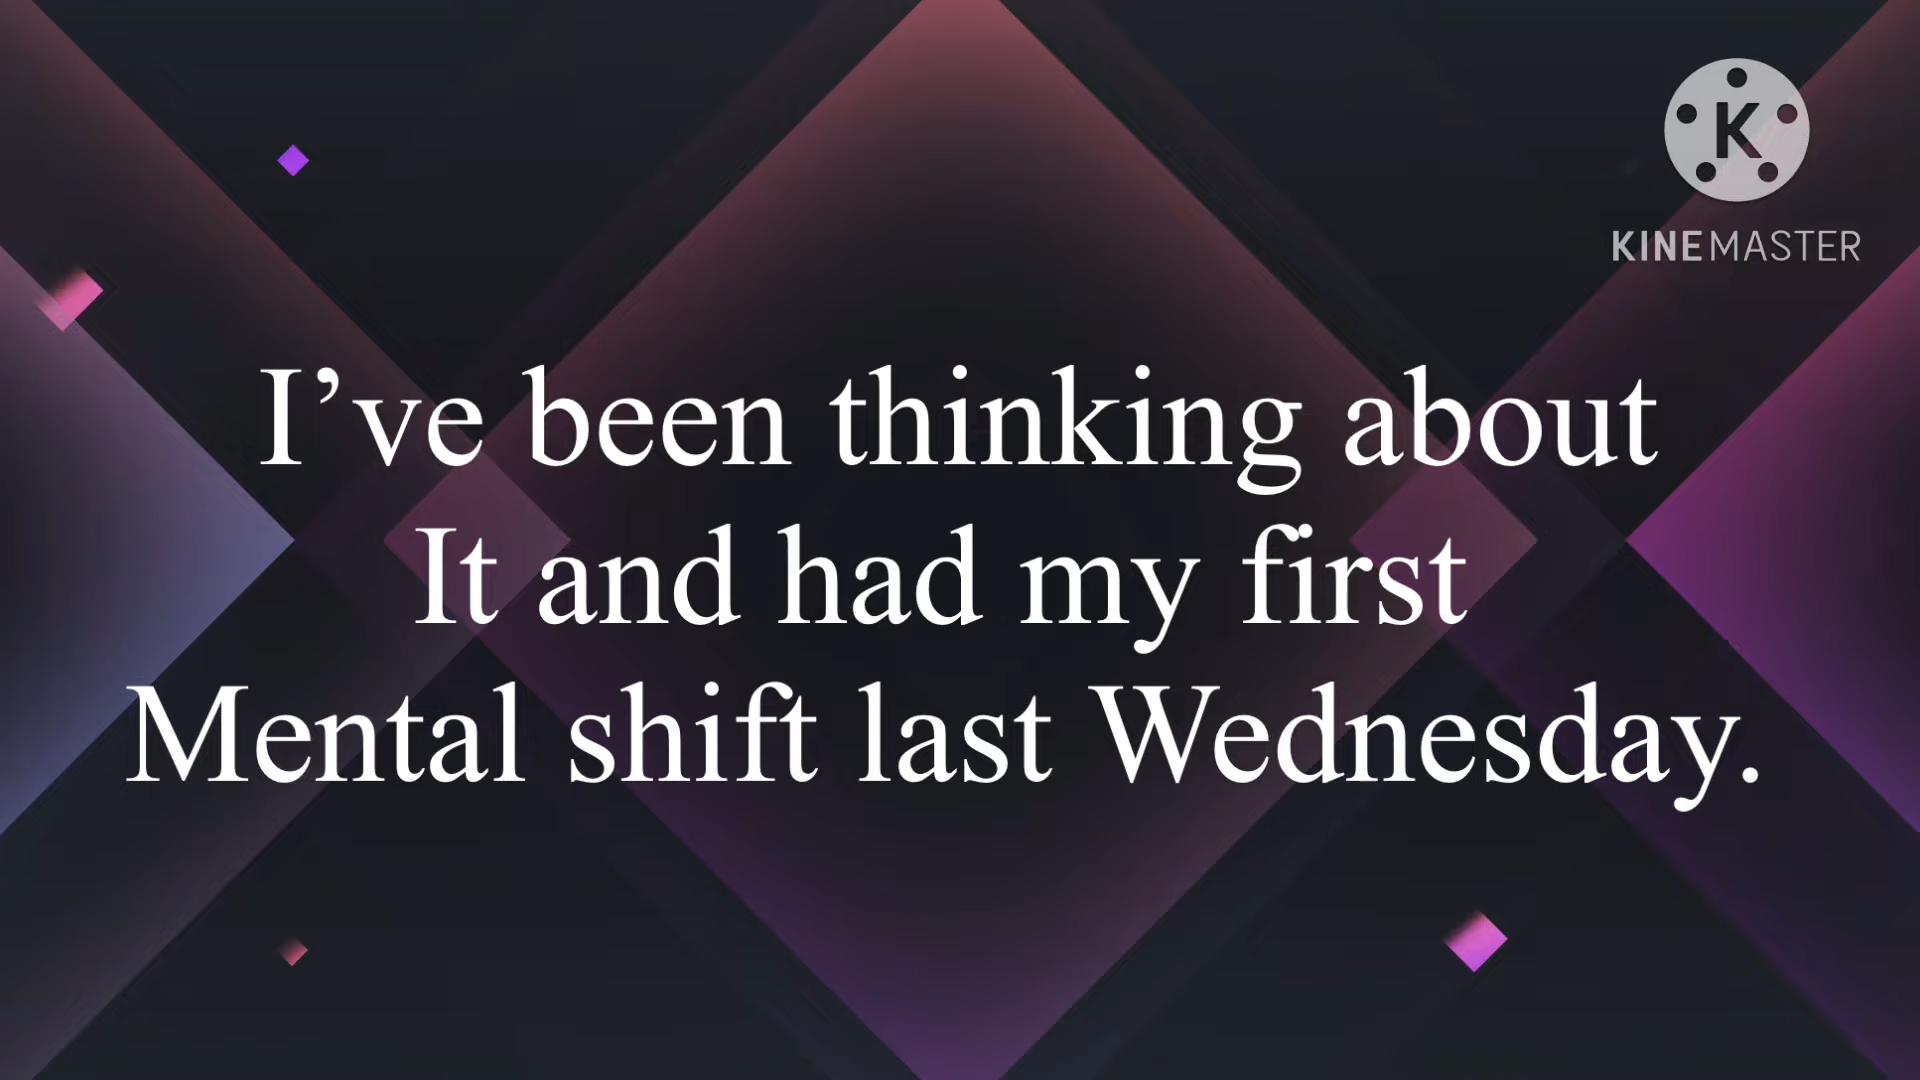 K
KINEMASTER
I’ve been thinking about
It and had my first
Mental shift last Wednesday.